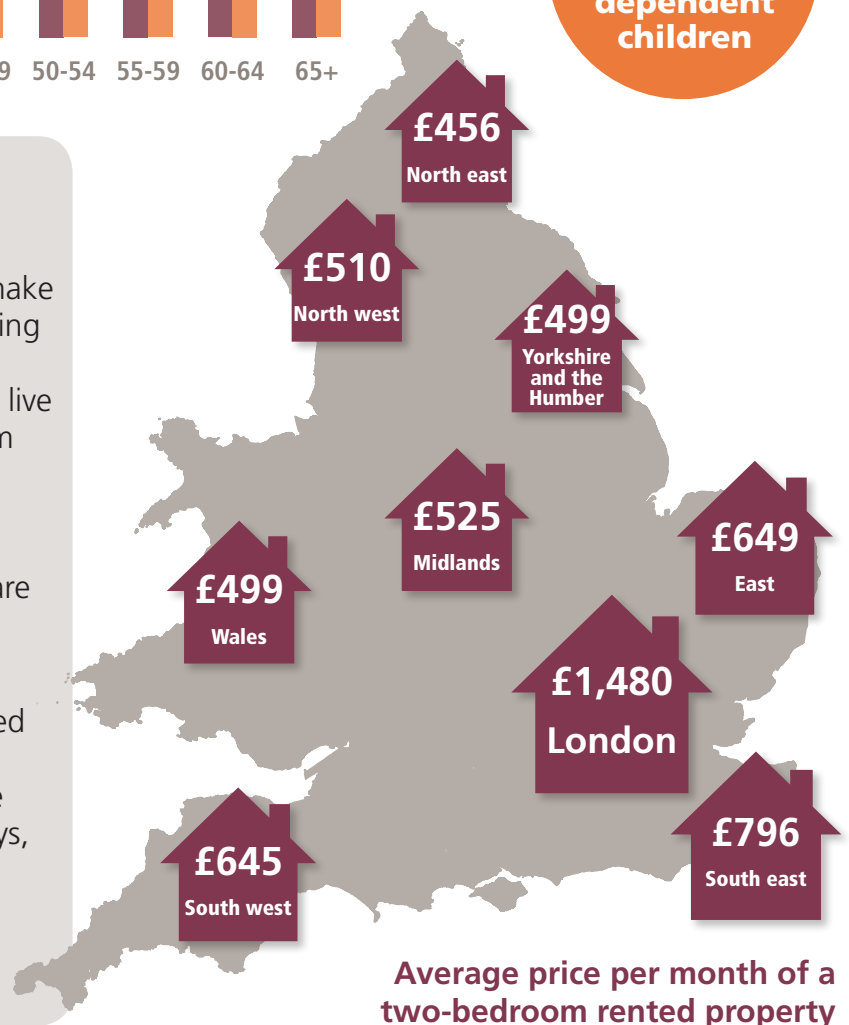 dependent
children
50-54 55-59 60-64 65+
live
£456
North east
£510
North west
£499
Yorkshire
and the
Humber
£525
Midlands
£649
East
£499
Wales
£1,480
London
£796
South east
£645
South west
Average price per month of a
two-bedroom rented property